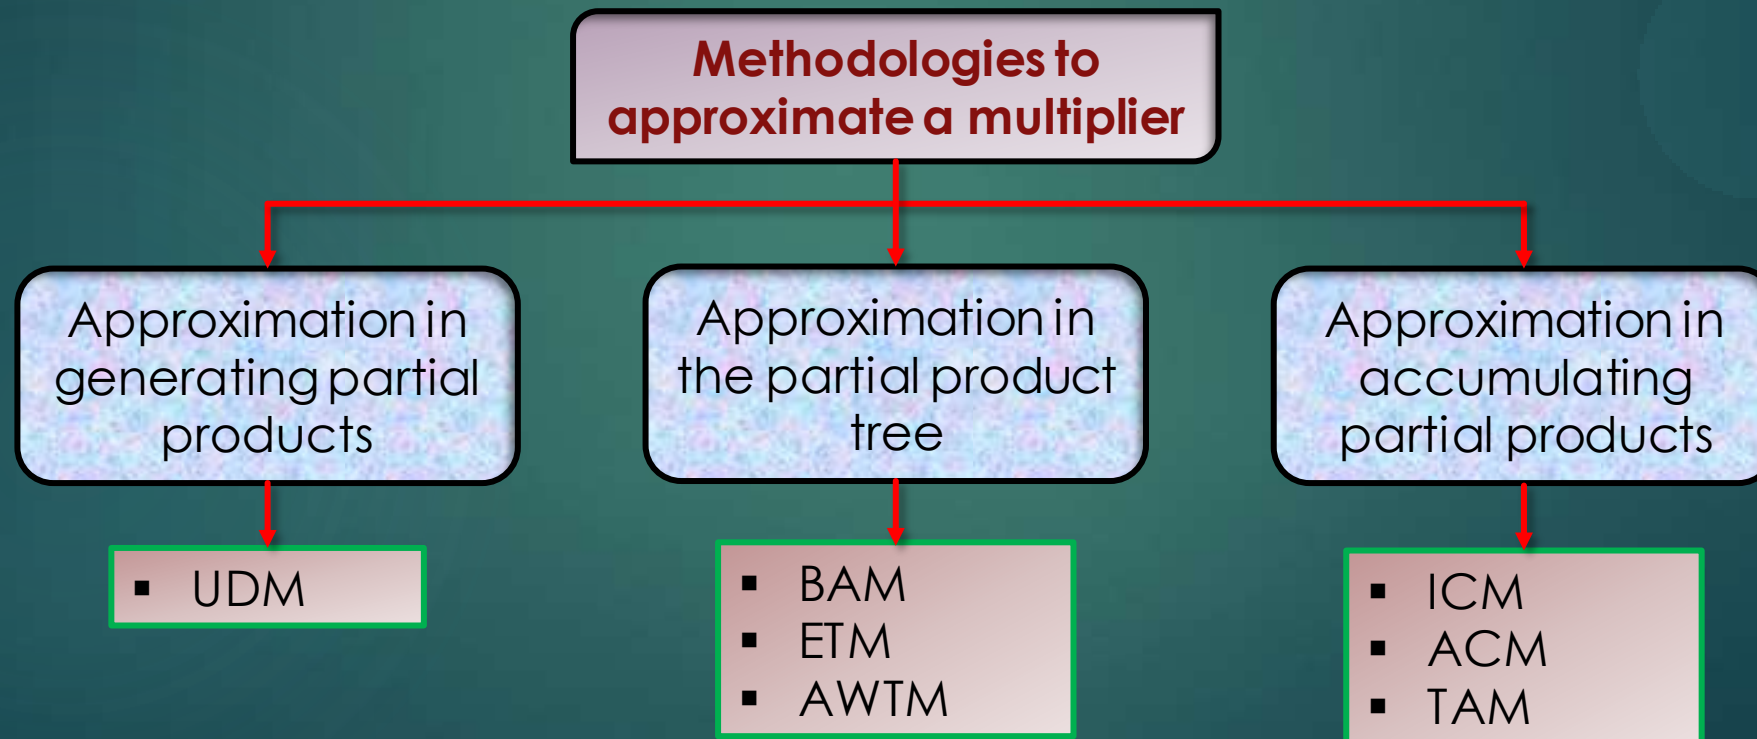 Methodologies to
approximate a multiplier
Approximation in
generating partial
products
Approximation in
the partial product
tree
Approximation in
accumulating
partial products
▪ UDM
▪ BAM
▪ ETM
▪ AWTM
▪ ICM
▪ ACM
▪ TAM